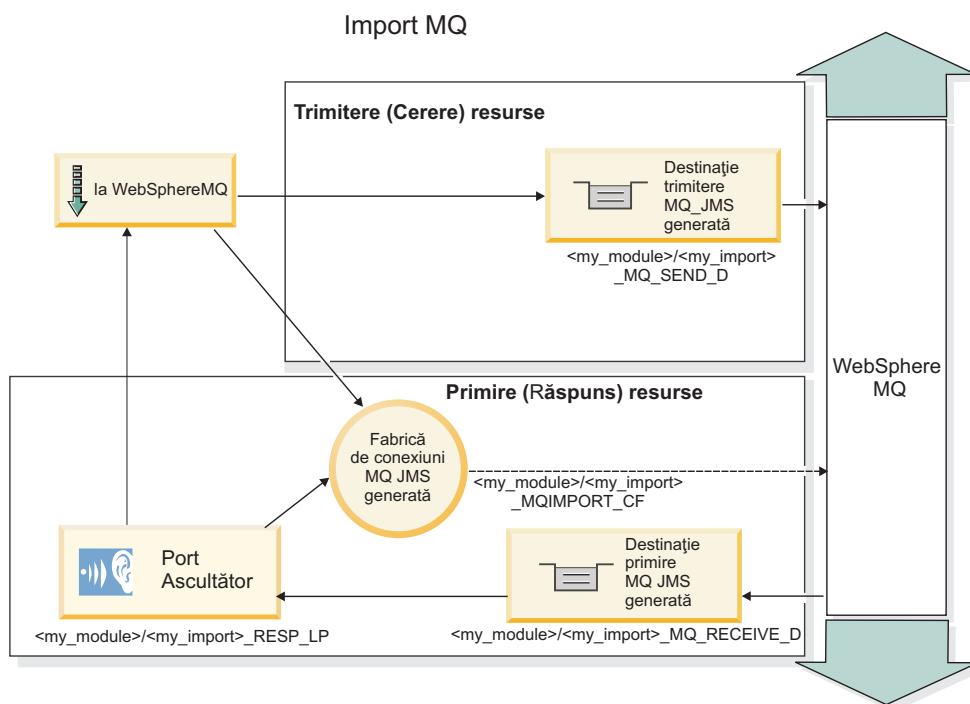 Import MQ
Trimitere (Cerere) resurse
la WebSphereMQ
Destinaţie
trimitere
MQ_JMS
generată
<my_module>/<my_import>
_MQ_SEND_D
WebSphere
MQ
Primire (Răspuns) resurse
Fabrică
de conexiuni
MQ JMS
generată
<my_module>/<my_import>
_MQIMPORT_CF
Port
Ascultător
<my_module>/<my_import>_RESP_LP
Destinaţie
primire
MQ JMS
generată
<my_module>/<my_import>_MQ_RECEIVE_D